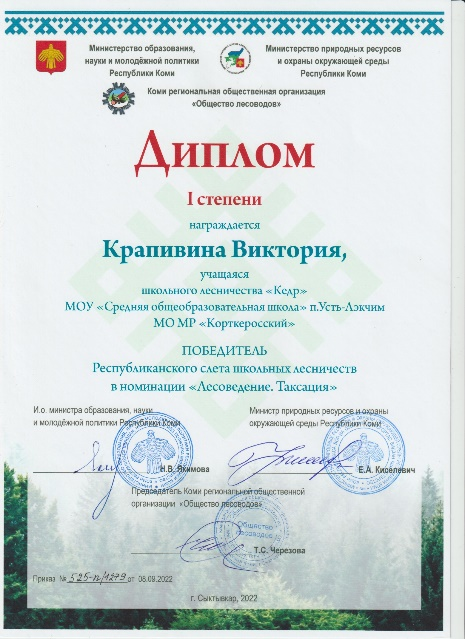 Министерство образования,
науки и молодёжной политики
Республики Коми
Министерство природных ресурсов
и охраны окружающей среды
Республики Коми
Коми региональная общественная организация
«Общество лесоводов»
Диплом
I степени
награждается
Крапивина Виктория,
учащаяся
школьного лесничества «Кедр»
МОУ «Средняя общеобразовательная школа» п.Усть-Лэкчим
МО МР «Корткеросский»
ПОБЕДИТЕЛЬ
Республиканского слета школьных лесничеств
в номинации «Лесоведение. Таксация»
И.о. министра образования, науки
и молодёжной политики Республики Коми
Н.В. Якимова
Министр природных ресурсов и охраны
окружающей среды Республики Коми
Е.А. Киселевич
Председатель Коми региональной общественной
организации «Общество лесоводов»
Общество
лесоводов
Т.С. Черезова
Приказ № 525-п/1279 от 08.09.2022
г. Сыктывкар, 2022